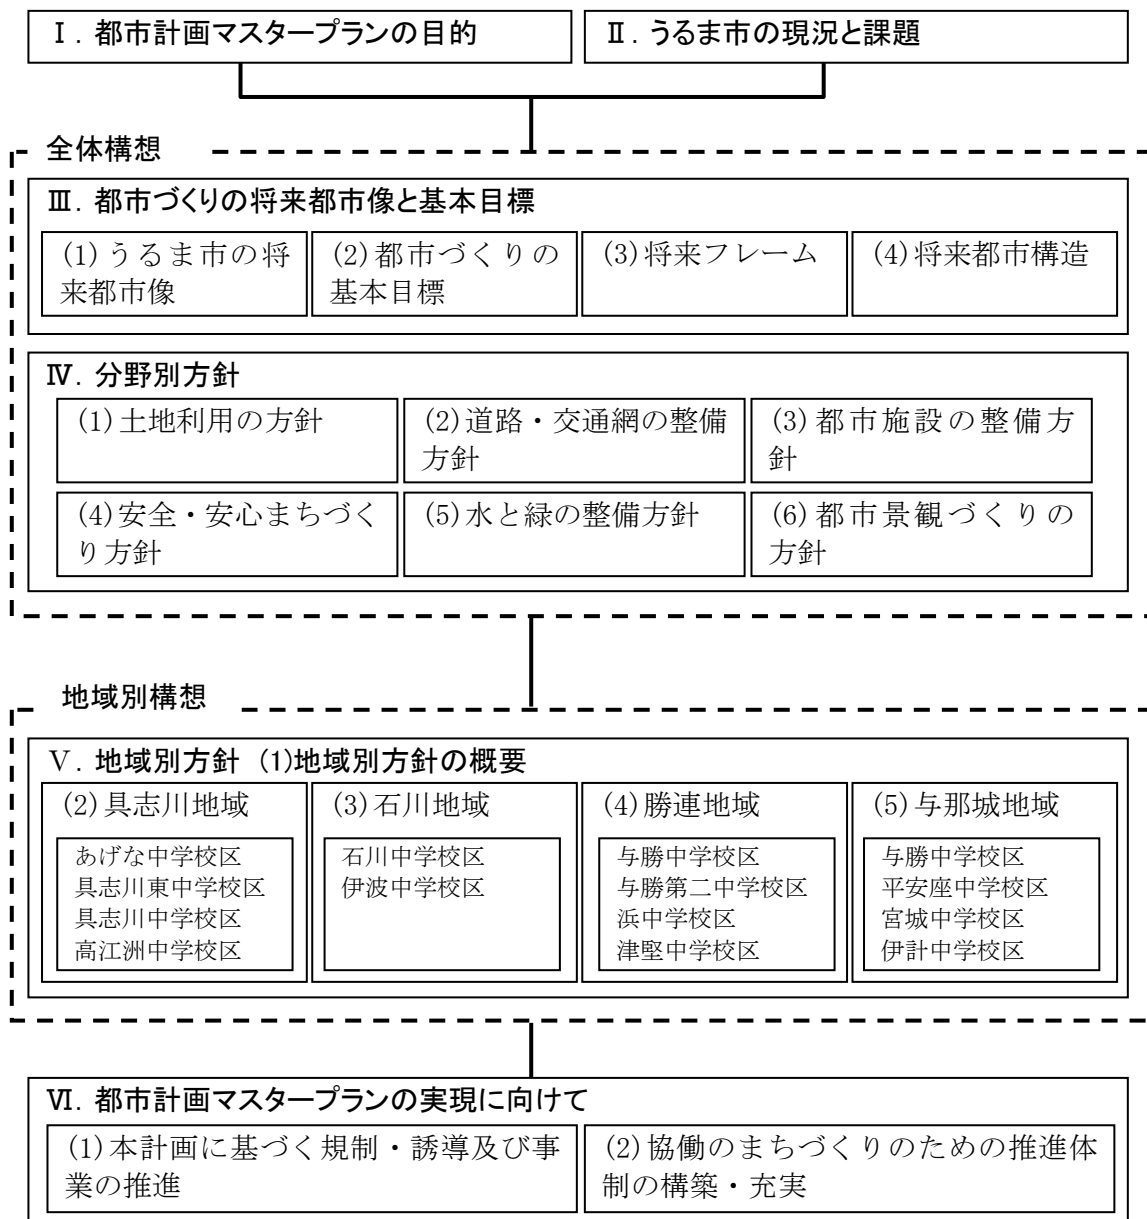 Ⅰ．都市計画マスタープランの目的
Ⅱ．うるま市の現況と課題
全体構想
Ⅲ．都市づくりの将来都市像と基本目標
(1)うるま市の将
来都市像
(2)都市づくりの
基本目標
(3)将来フレーム
(4)将来都市構造
Ⅳ．分野別方針
(1)土地利用の方針
(2)道路・交通網の整備
方針
(3)都市施設の整備方
針
(4)安全・安心まちづく
り方針
(5)水と緑の整備方針
(6)都市景観づくりの
方針
地域別構想
Ⅴ．地域別方針 (1)地域別方針の概要
(2)具志川地域
あげな中学校区
具志川東中学校区
具志川中学校区
高江洲中学校区
(3)石川地域
石川中学校区
伊波中学校区
(4)勝連地域
与勝中学校区
与勝第二中学校区
浜中学校区
津堅中学校区
(5)与那城地域
与勝中学校区
平安座中学校区
宮城中学校区
伊計中学校区
Ⅵ．都市計画マスタープランの実現に向けて
(1)本計画に基づく規制・誘導及び事
業の推進
(2)協働のまちづくりのための推進体
制の構築・充実